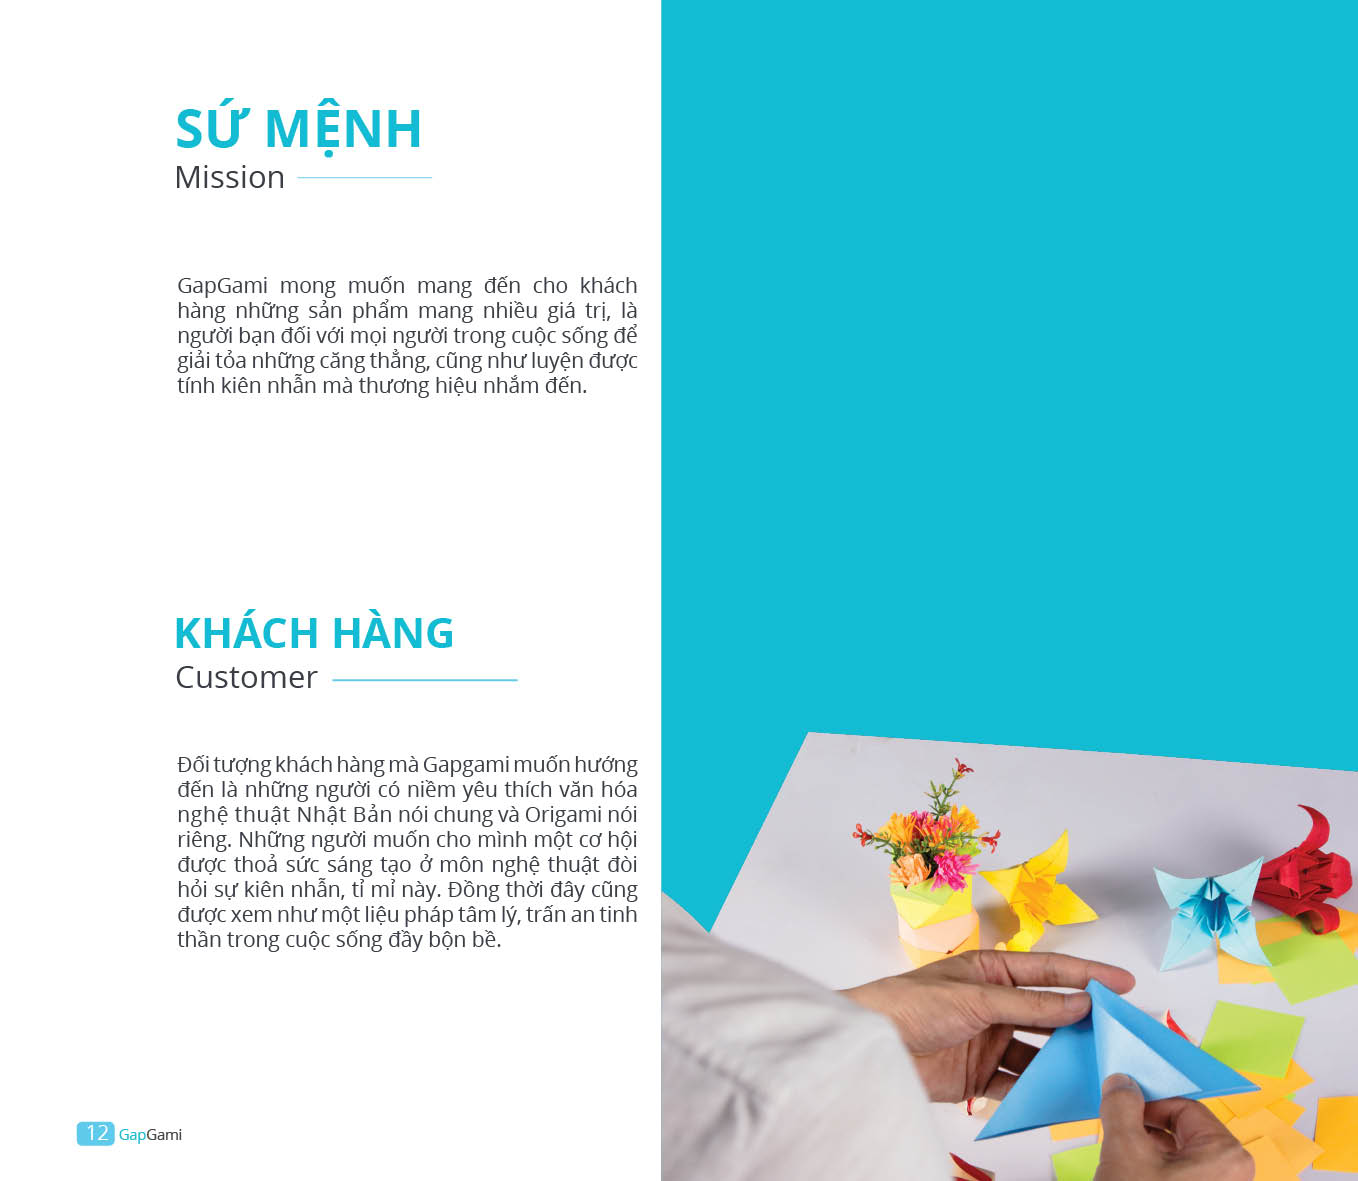 SỨ MỆNH
Mission
GapGami mong muốn mang đến cho khách
hàng những sản phẩm mang nhiều giá trị, là
người bạn đối với mọi người trong cuộc sống để
giải tỏa những căng thẳng, cũng như luyện được
tính kiên nhẫn mà thương hiệu nhắm đến.
KHÁCH HÀNG
Customer
Đối tượng khách hàng mà Gapgami muốn hướng
đến là những người có niềm yêu thích văn hóa
nghệ thuật Nhật Bản nói chung và Origami nói
riêng. Những người muốn cho mình một cơ hội
được thoả sức sáng tạo ở môn nghệ thuật đòi
hỏi sự kiên nhẫn, tỉ mỉ này. Đồng thời đây cũng
được xem như một liệu pháp tâm lý, trấn an tinh
thần trong cuộc sống đầy bộn bề.
12 GapGami